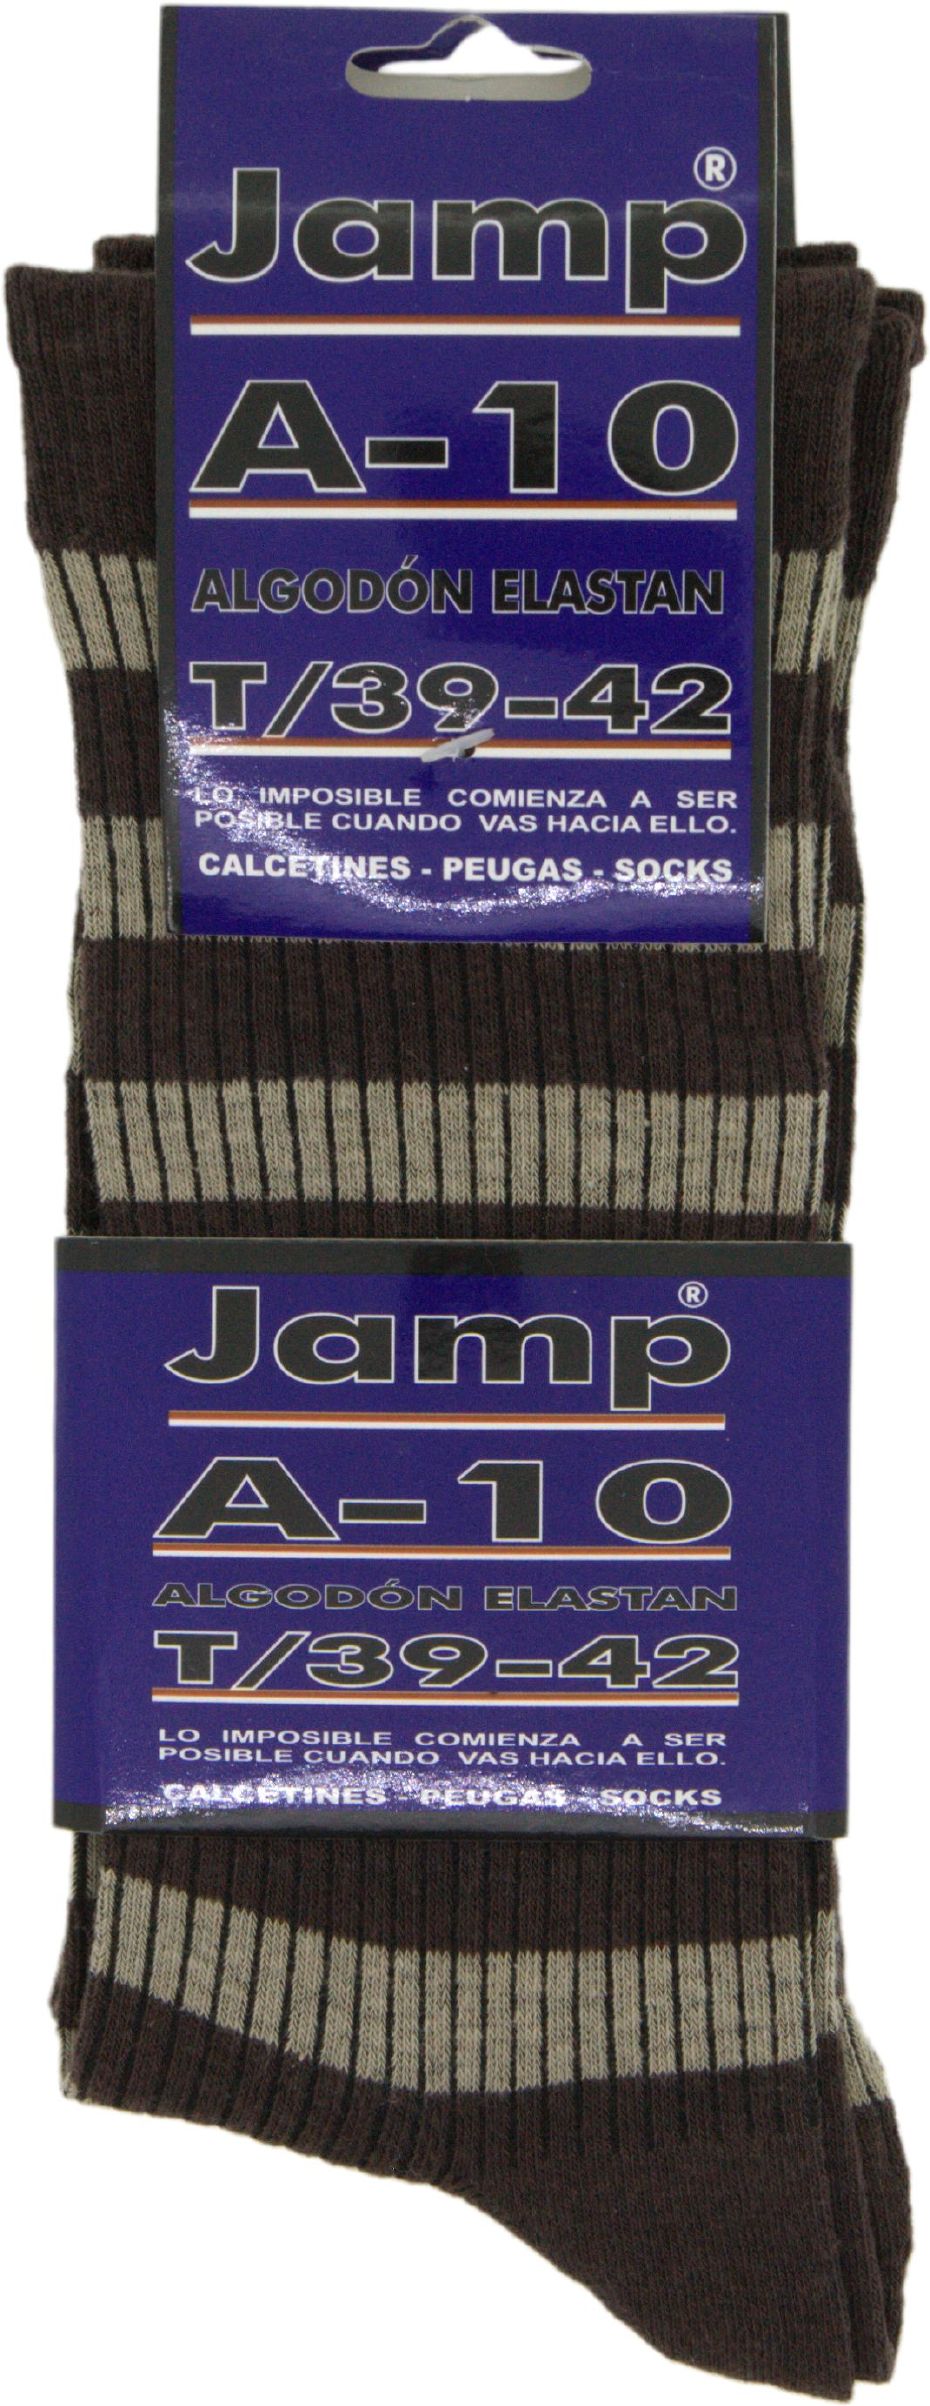 Jamp®
A-10
ALGODÓN ELASTAN
T/39-42
LO IMPOSIBLE COMIENZA A SER
POSIBLE CUANDO VAS HACIA ELLO.
CALCETINES - PEUGAS - SOCKS
Jamp®
A-10
ALGODÓN ELASTAN
T/39-42
LO IMPOSIBLE COMIENZA A SER
POSIBLE CUANDO VAS HACIA ELLO.
CALCETINES - PEUGAS - SOCKS